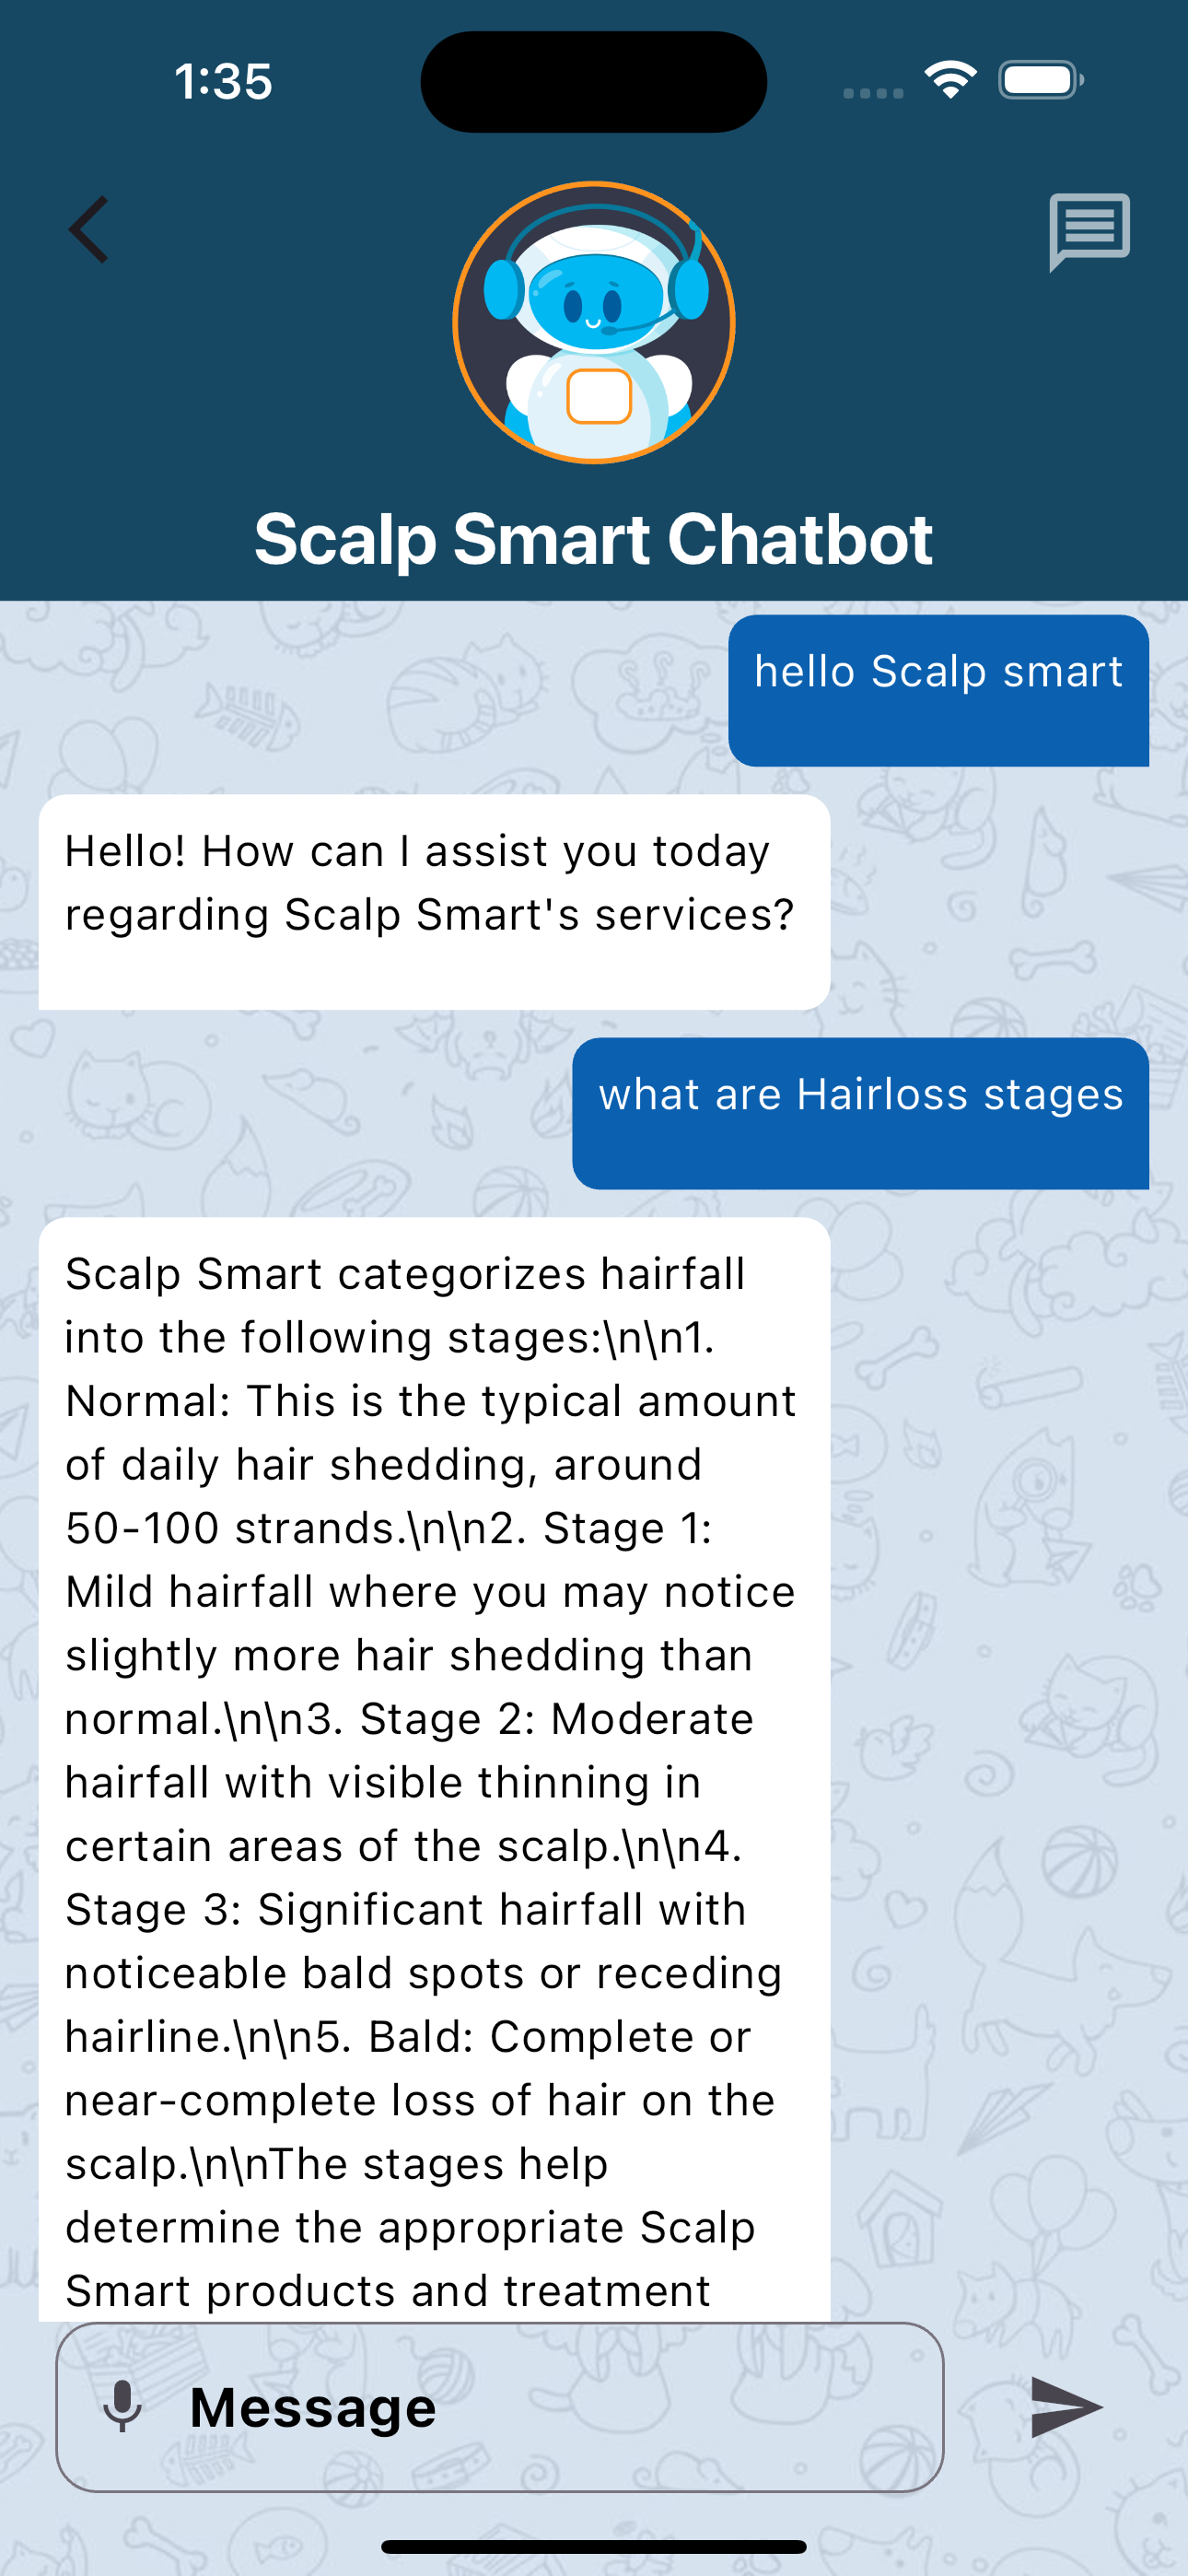 1:35
Scalp Smart Chatbot
hello Scalp smart
Hello! How can I assist you today
regarding Scalp Smart's services?
what are Hairloss stages
Scalp Smart categorizes hairfall
into the following stages:\n\n1.
Normal: This is the typical amount
of daily hair shedding, around
50-100 strands.\n\n2. Stage 1:
Mild hairfall where you may notice
slightly more hair shedding than
normal.\n\n3. Stage 2: Moderate
hairfall with visible thinning in
certain areas of the scalp.\n\n4.
Stage 3: Significant hairfall with
noticeable bald spots or receding
hairline.\n\n5. Bald: Complete or
near-complete loss of hair on the
scalp.\n\nThe stages help
determine the appropriate Scalp
Smart products and treatment
Message